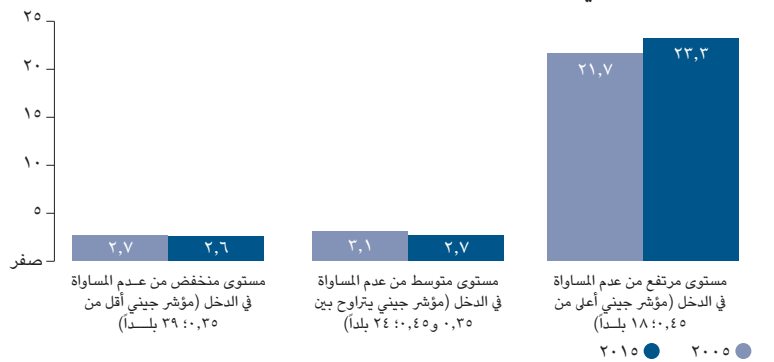 ٢٥
٢٠
١٥
١٠
٥
صفر
٢١,٧
٢٣,٣
٣,١
٢,٧
٢,٧
٢,٦
مستوى مرتفع من عدم المساواة
في الدخل (مؤشر جيني أعلى من
٠,٤٥؛ ١٨ بلــداً)
مستوى متوسط من عدم المساواة
في الدخل (مؤشر جيني يتراوح بين
٠,٣٥ و٠,٤٥؛ ٢٤ بلداً)
مستوى منخفض من عــدم المساواة
في الدخل (مؤشر جيني أقل من
٠,٣٥؛ ٣٩ بلـــداً)
٢٠٠٥
٢٠١٥